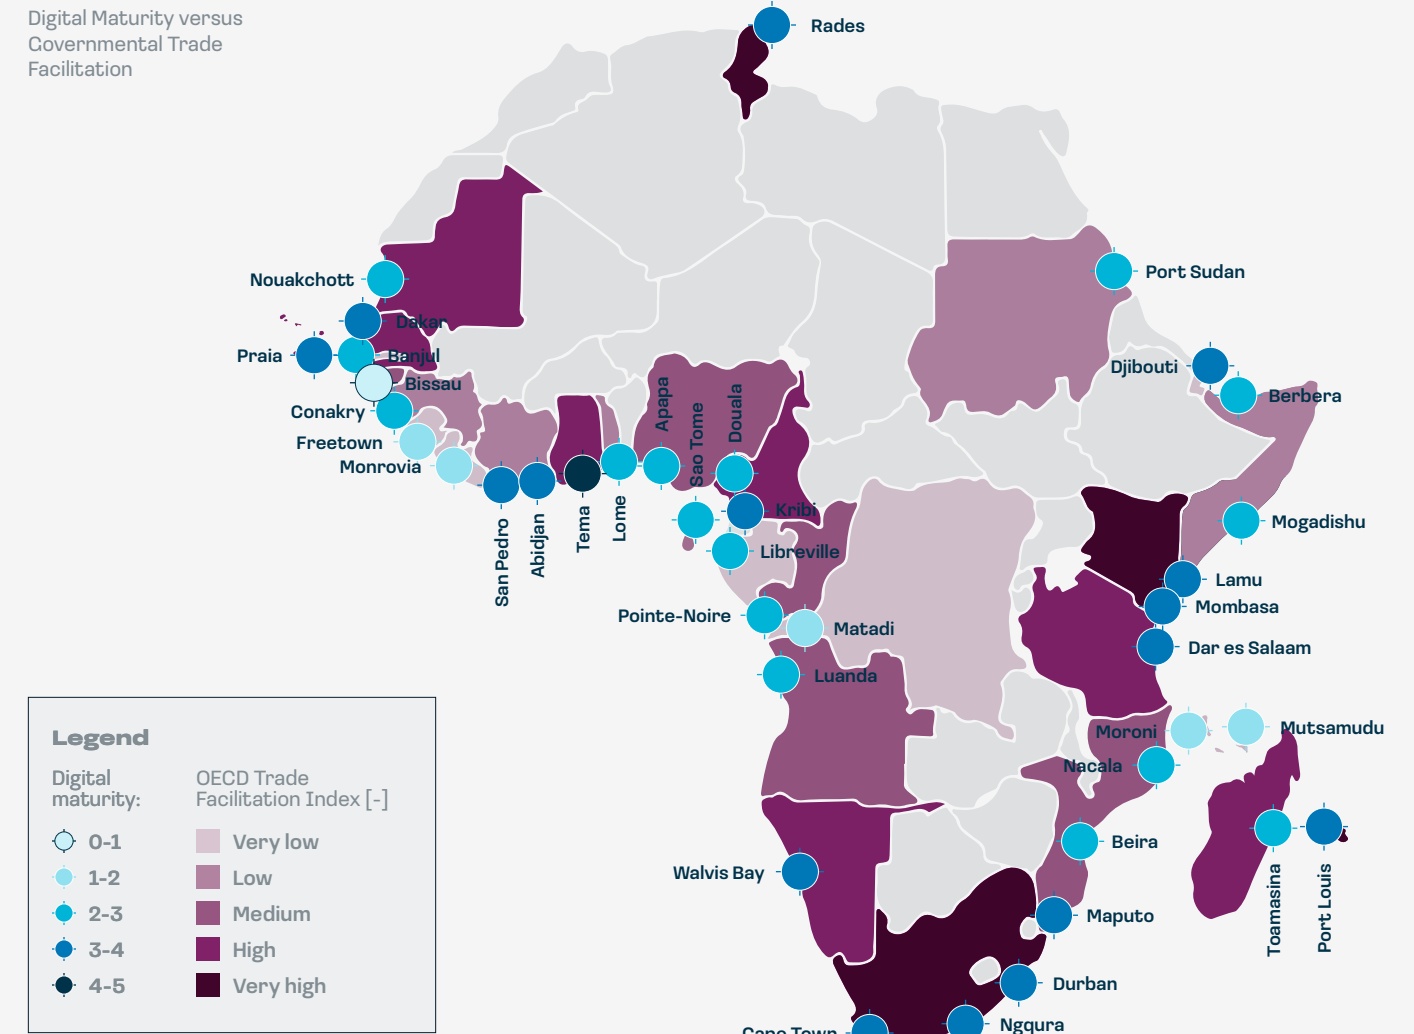 Digital Maturity versus
Governmental Trade
Facilitation
Rades
Nouakchott
Port Sudan
Dakar
Praia
Banjul
Djibouti
Bissau
Berbera
Conakry
Freetown
Monrovia
Apapa
Sao Tome
Douala
San Pedro
Abidjan
Tema
Lome
Kribi
Mogadishu
Libreville
Lamu
Mombasa
Pointe-Noire
Matadi
Dar es Salaam
Luanda
Moroni
Mutsamudu
Nacala
Beira
Walvis Bay
Toamasina
Port Louis
Maputo
Durban
Ngqura
Cape Town
Legend
Digital
maturity:
OECD Trade
Facilitation Index [-]
0-1
Very low
1-2
Low
2-3
Medium
3-4
High
4-5
Very high